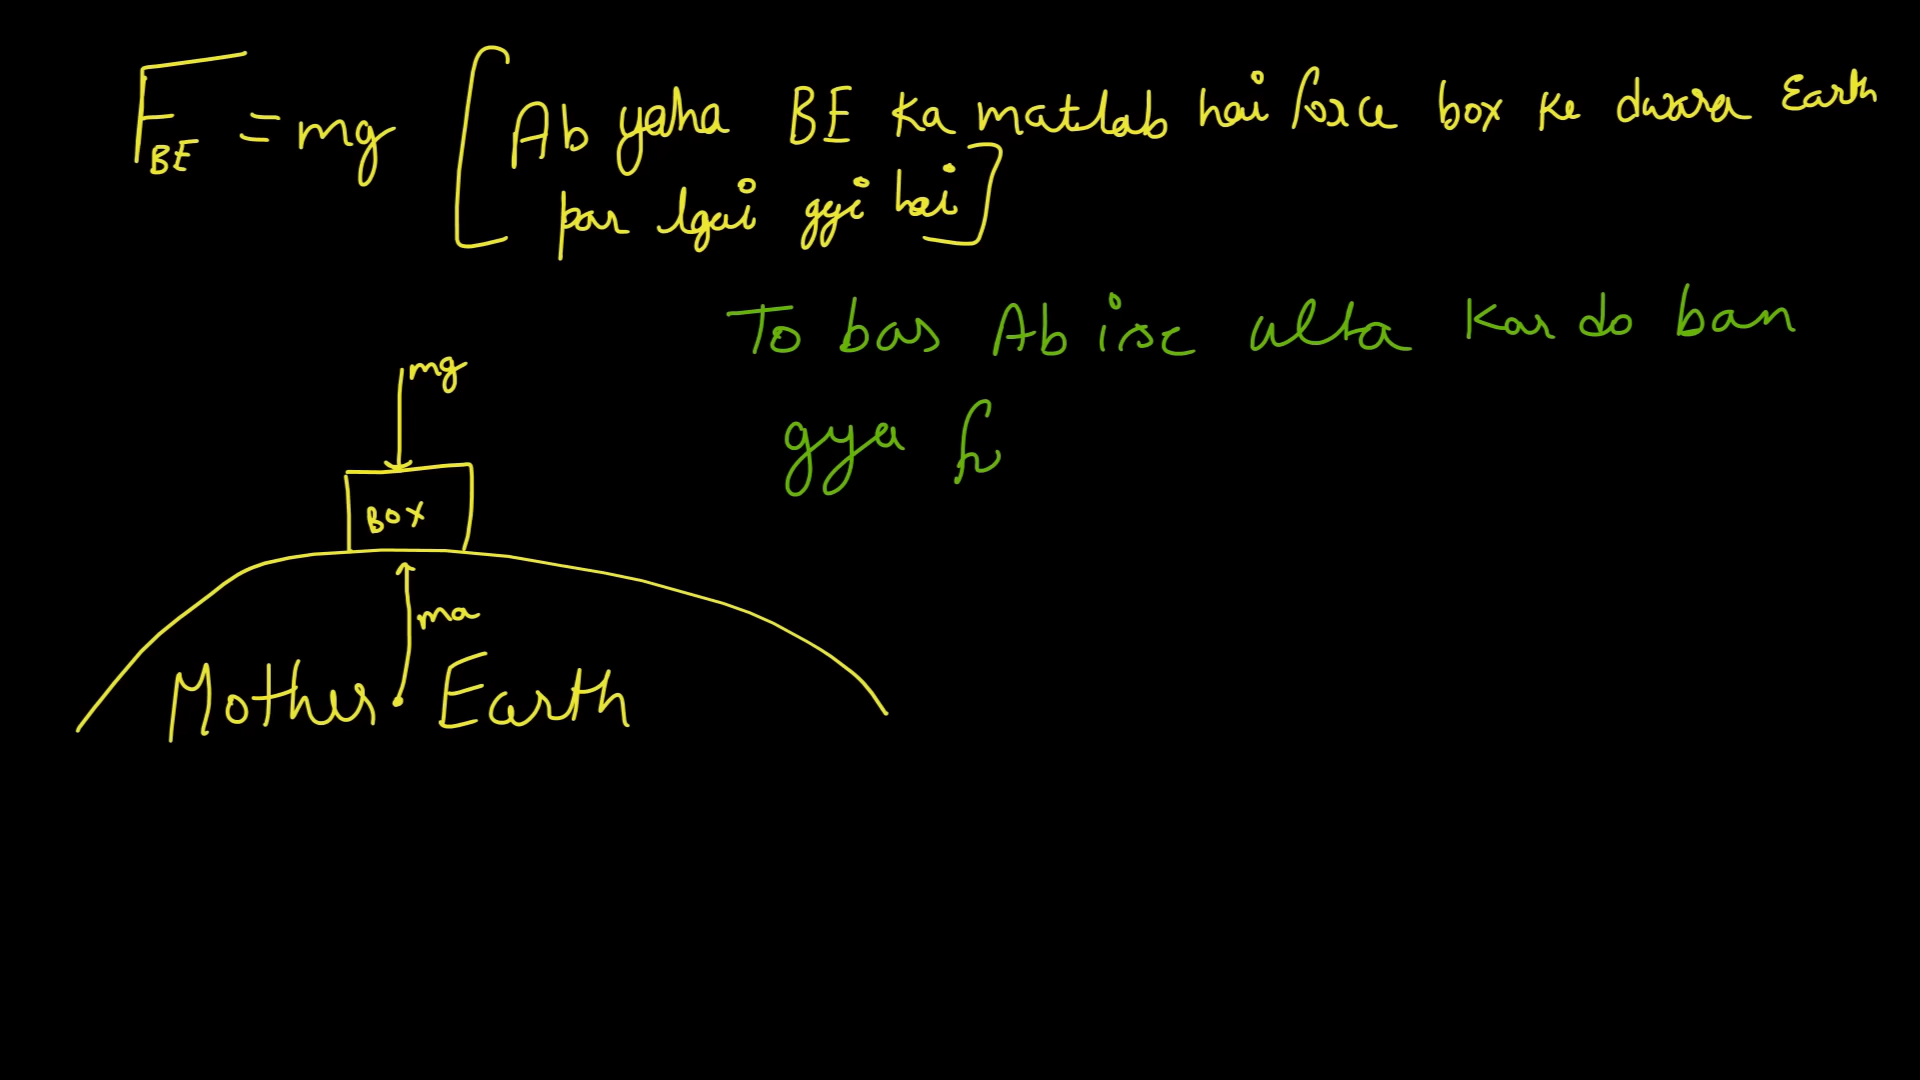 F_BE = mg [Ab yaha BE ka matlab hai force box ke dwara Earth
par lgai gyi hai]
To bas Ab ise ulta kar do ban
gya
mg
BOX
ma
Mother Earth